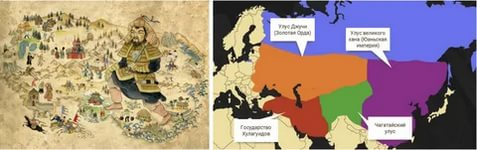 Улус Джучи
(Золотая Орда)
Улус великого
хана (Юаньская
империя)
Государство
Хулагуидов
Чагатайский
улус